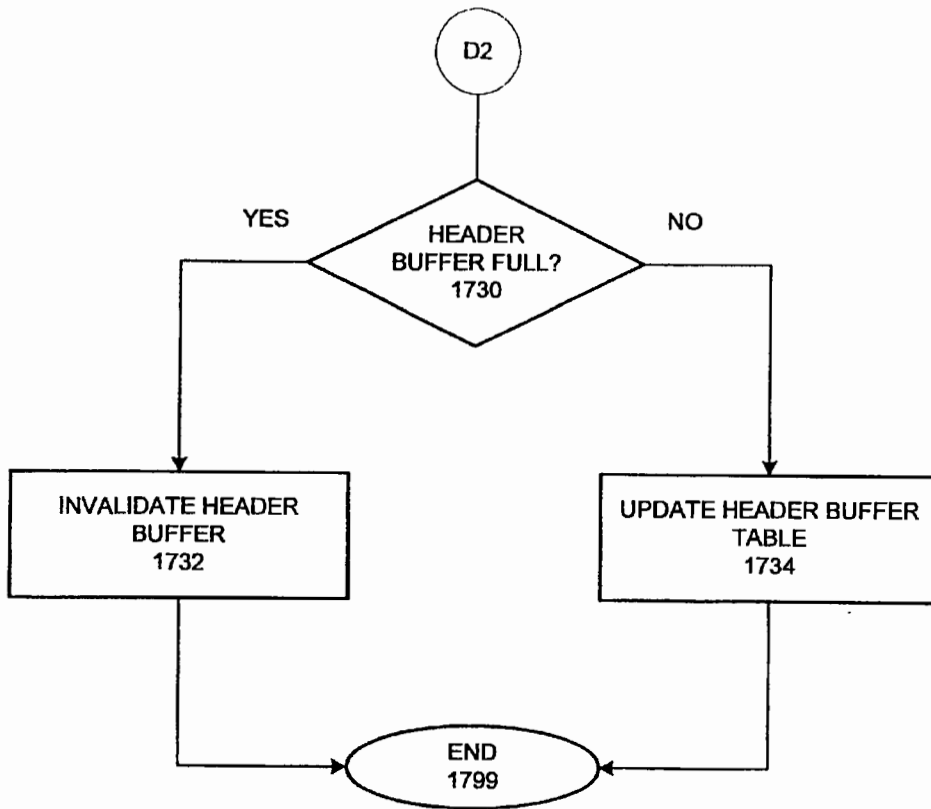 D2
YES
NO
HEADER
BUFFER FULL?
1730
INVALIDATE HEADER
BUFFER
1732
UPDATE HEADER BUFFER
TABLE
1734
END
1799